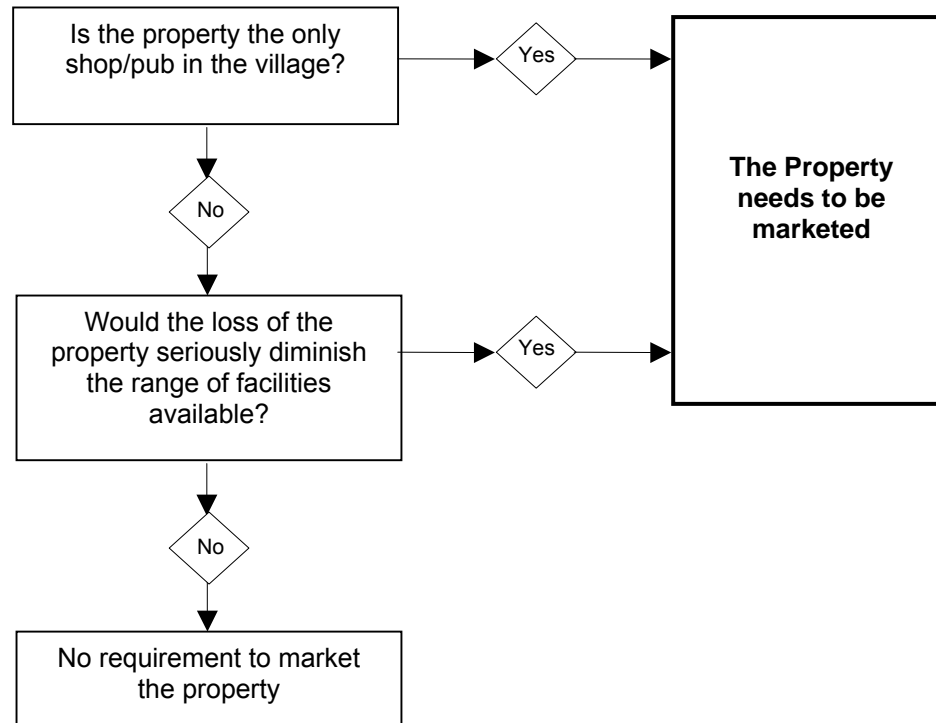 Is the property the only
shop/pub in the village?
Yes
The Property
needs to be
marketed
No
Would the loss of the
property seriously diminish
the range of facilities
available?
Yes
No
No requirement to market
the property